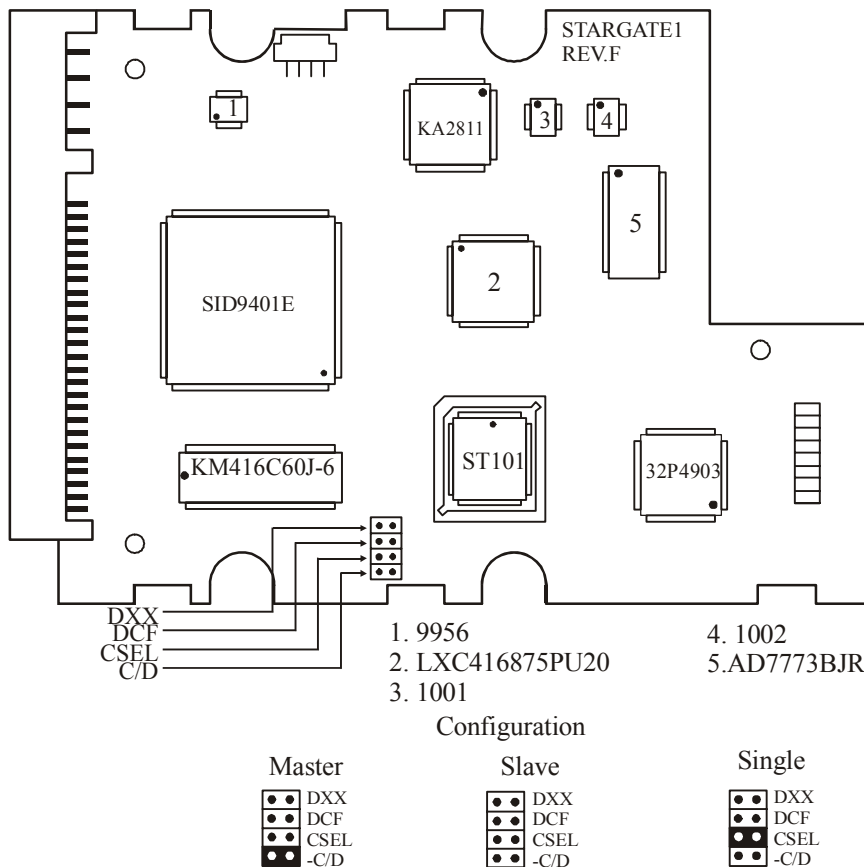 STARGATE1
REV.F
1
KA2811
3
4
5
2
SID9401E
KM416C60J-6
ST101
32P4903
DXX
DCF
CSEL
C/D
1. 9956
2. LXC416875PU20
3. 1001
4. 1002
5.AD7773BJR
Configuration
Master
DXX
DCF
CSEL
-C/D
Slave
DXX
DCF
CSEL
-C/D
Single
DXX
DCF
CSEL
-C/D